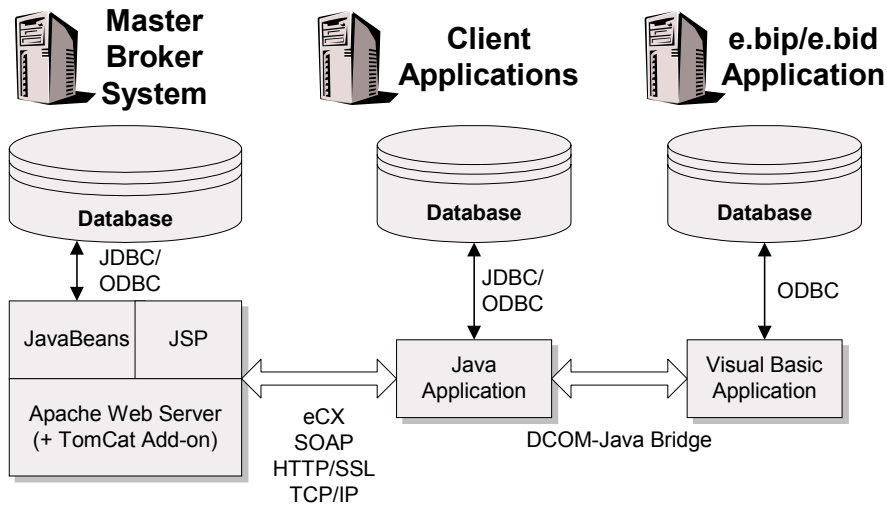 Master
Broker
System
Client
Applications
e.bip/e.bid
Application
Database
Database
Database
JDBC/
ODBC
JDBC/
ODBC
ODBC
JavaBeans
JSP
Apache Web Server
(+ TomCat Add-on)
Java
Application
Visual Basic
Application
eCX
SOAP
HTTP/SSL
TCP/IP
DCOM-Java Bridge